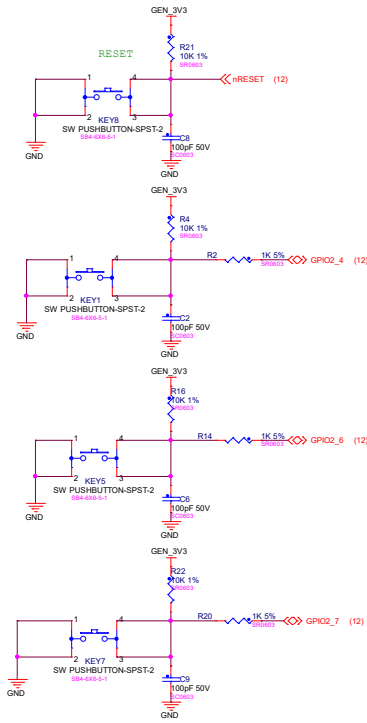 GEN_3V3
RESET
R21
10K 1%
SR0603
1
4
nRESET (12)
2
3
KEY8
SW PUSHBUTTON-SPST-2
SB4-6X6-5-1
C8
100pF 50V
SC0603
GND
GND
GEN_3V3
R4
10K 1%
SR0603
1
4
R2
1K 5%
SR0603
GPIO2_4 (12)
2
3
KEY1
SW PUSHBUTTON-SPST-2
SB4-6X6-5-1
C2
100pF 50V
SC0603
GND
GND
GEN_3V3
R16
10K 1%
SR0603
1
4
R14
1K 5%
SR0603
GPIO2_6 (12)
2
3
KEY5
SW PUSHBUTTON-SPST-2
SB4-6X6-5-1
C6
100pF 50V
SC0603
GND
GND
GEN_3V3
R22
10K 1%
SR0603
1
4
R20
1K 5%
SR0603
GPIO2_7 (12)
2
3
KEY7
SW PUSHBUTTON-SPST-2
SB4-6X6-5-1
C9
100pF 50V
SC0603
GND
GND